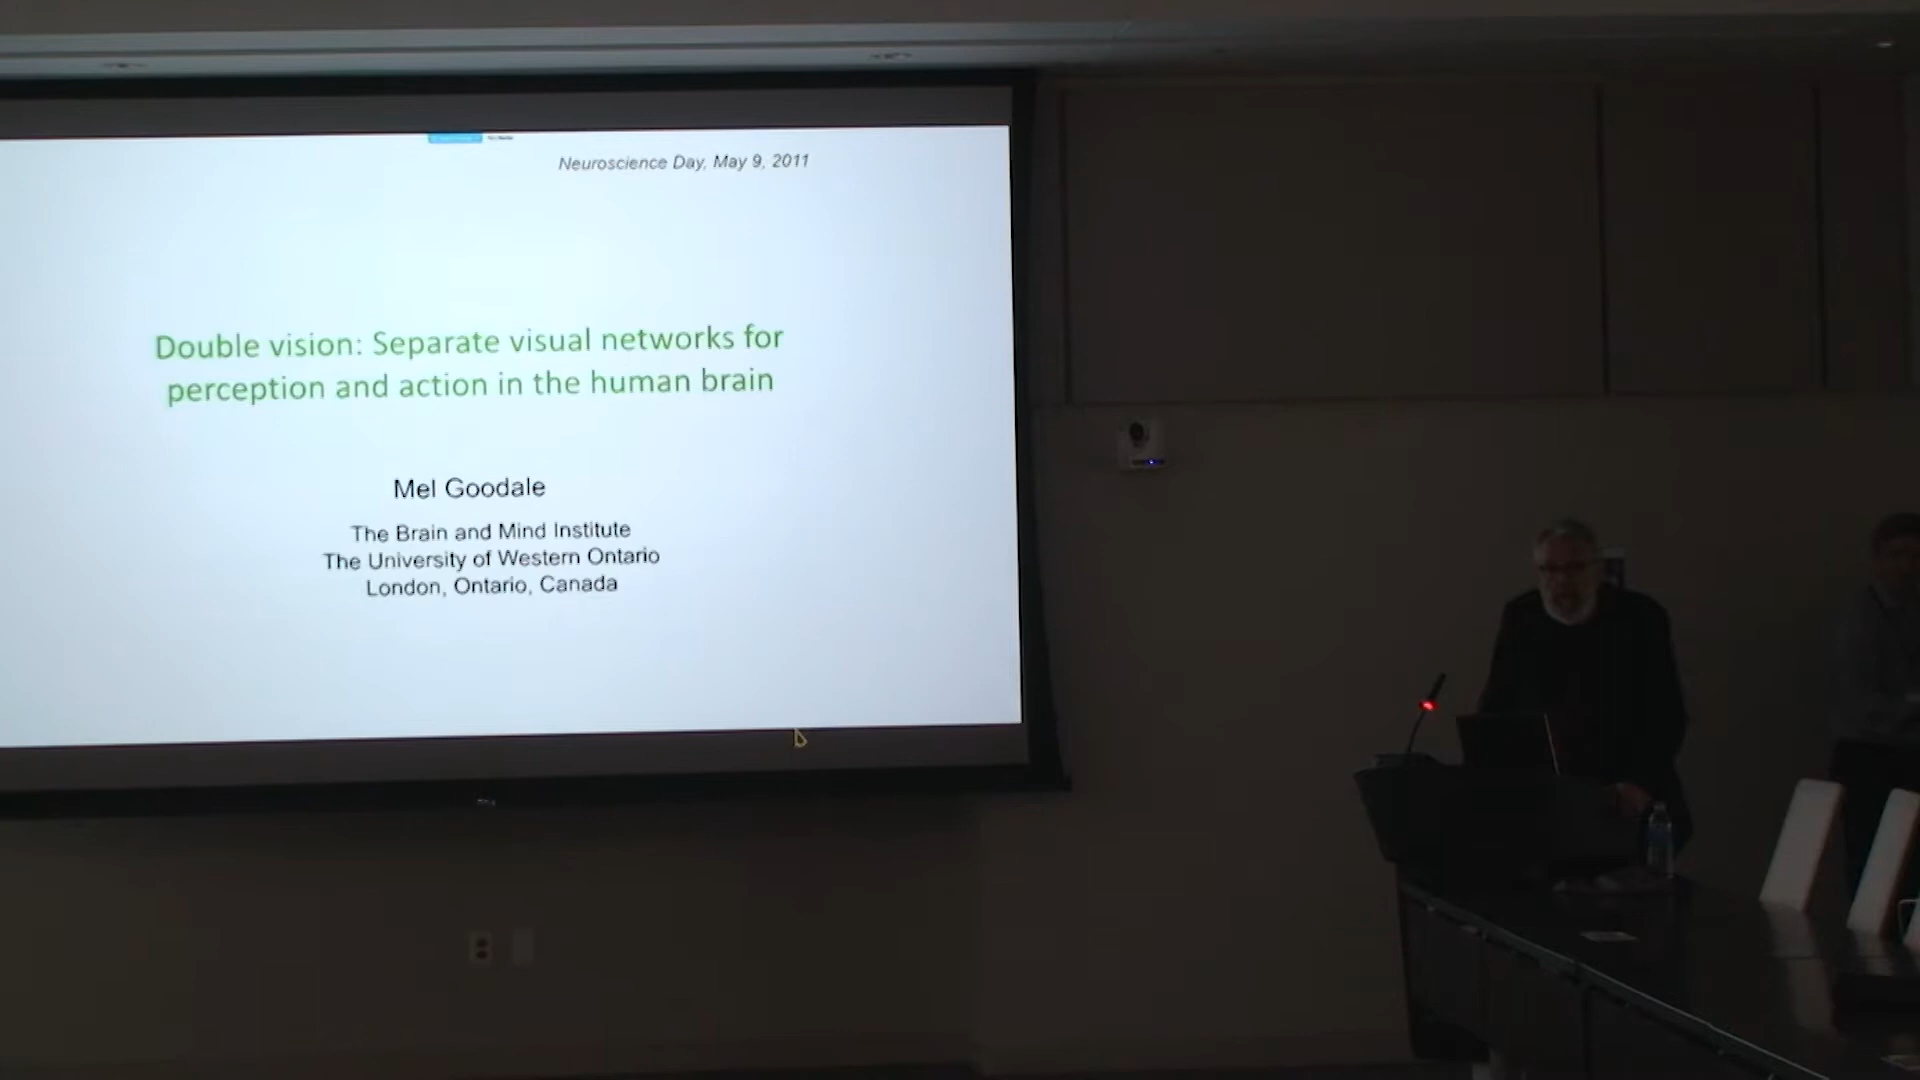 Neuroscience Day, May 9, 2011
Double vision: Separate visual networks for
perception and action in the human brain
Mel Goodale
The Brain and Mind Institute
The University of Western Ontario
London, Ontario, Canada